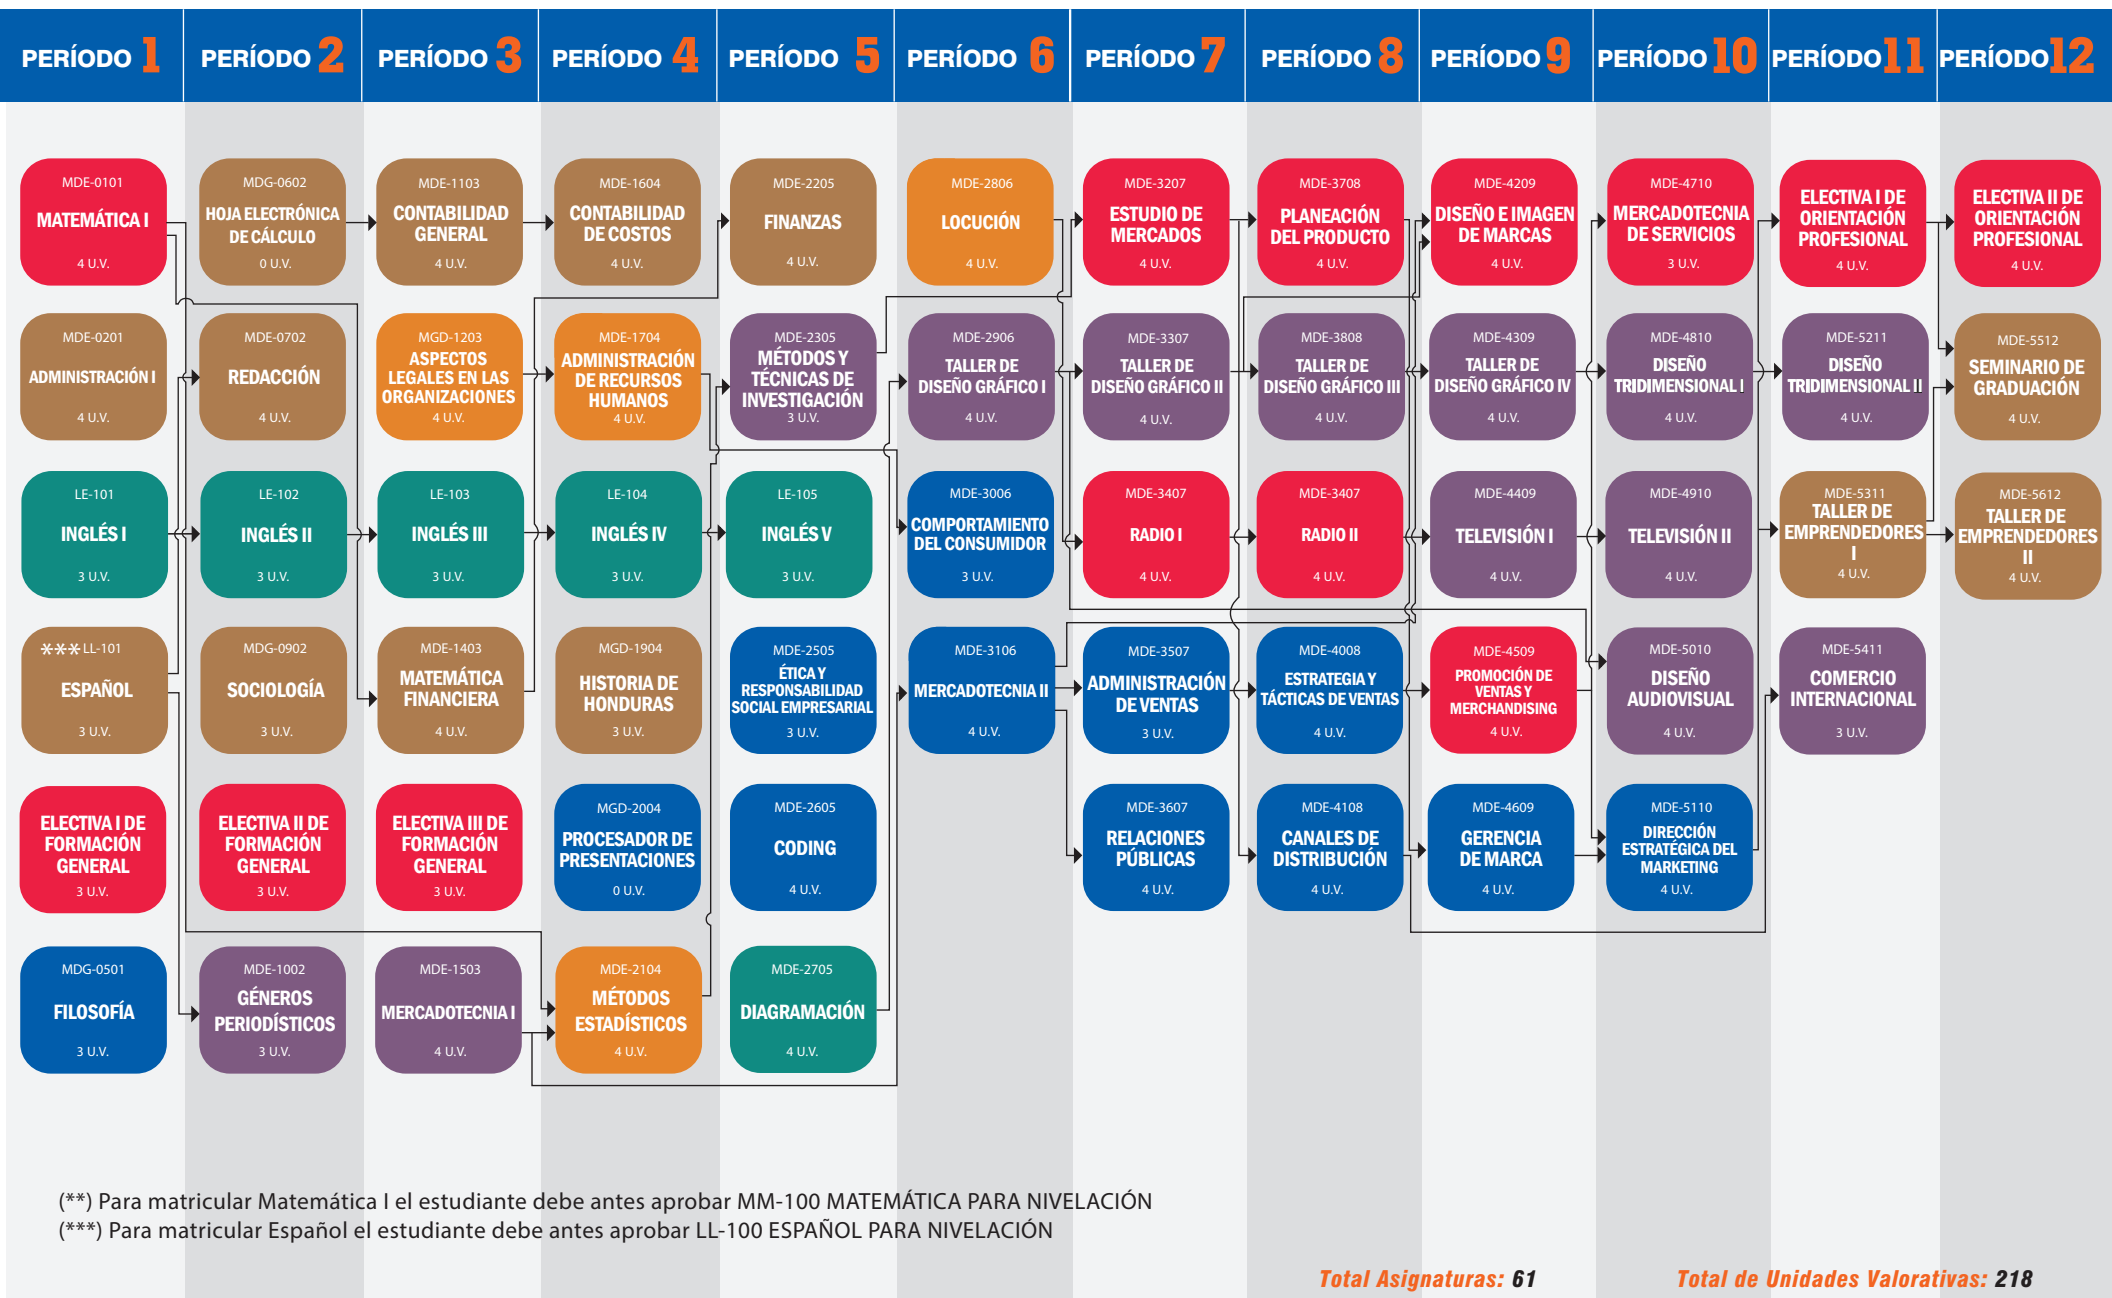 PERÍODO 1
PERÍODO 2
PERÍODO 3
PERÍODO 4
PERÍODO 5
PERÍODO 6
PERÍODO 7
PERÍODO 8
PERÍODO 9
PERÍODO 10
PERÍODO 11
PERÍODO 12
MDE-0101
MATEMÁTICA I
4 U.V.
MDG-0602
HOJA ELECTRÓNICA
DE CÁLCULO
0 U.V.
MDE-1103
CONTABILIDAD
GENERAL
4 U.V.
MDE-1604
CONTABILIDAD
DE COSTOS
4 U.V.
MDE-2205
FINANZAS
4 U.V.
MDE-2806
LOCUCIÓN
4 U.V.
MDE-3207
ESTUDIO DE
MERCADOS
4 U.V.
MDE-3708
PLANEACIÓN
DEL PRODUCTO
4 U.V.
MDE-4209
DISEÑO E IMAGEN
DE MARCAS
4 U.V.
MDE-4710
MERCADOTECNIA
DE SERVICIOS
3 U.V.
ELECTIVA I DE
ORIENTACIÓN
PROFESIONAL
4 U.V.
ELECTIVA II DE
ORIENTACIÓN
PROFESIONAL
4 U.V.
MDE-0201
ADMINISTRACIÓN I
4 U.V.
MDE-0702
REDACCIÓN
4 U.V.
MGD-1203
ASPECTOS
LEGALES EN LAS
ORGANIZACIONES
4 U.V.
MDE-1704
ADMINISTRACIÓN
DE RECURSOS
HUMANOS
4 U.V.
MDE-2305
MÉTODOS Y
TÉCNICAS DE
INVESTIGACIÓN
3 U.V.
MDE-2906
TALLER DE
DISEÑO GRÁFICO I
4 U.V.
MDE-3307
TALLER DE
DISEÑO GRÁFICO II
4 U.V.
MDE-3808
TALLER DE
DISEÑO GRÁFICO III
4 U.V.
MDE-4309
TALLER DE
DISEÑO GRÁFICO IV
4 U.V.
MDE-4810
DISEÑO
TRIDIMENSIONAL I
4 U.V.
MDE-5211
DISEÑO
TRIDIMENSIONAL II
4 U.V.
MDE-5512
SEMINARIO DE
GRADUACIÓN
4 U.V.
LE-101
INGLÉS I
3 U.V.
LE-102
INGLÉS II
3 U.V.
LE-103
INGLÉS III
3 U.V.
LE-104
INGLÉS IV
3 U.V.
LE-105
INGLÉS V
3 U.V.
MDE-3006
COMPORTAMIENTO
DEL CONSUMIDOR
3 U.V.
MDE-3407
RADIO I
4 U.V.
MDE-3407
RADIO II
4 U.V.
MDE-4409
TELEVISIÓN I
4 U.V.
MDE-4910
TELEVISIÓN II
4 U.V.
MDE-5311
TALLER DE
EMPRENDEDORES
I
4 U.V.
MDE-5612
TALLER DE
EMPRENDEDORES
II
4 U.V.
***LL-101
ESPAÑOL
3 U.V.
MDG-0902
SOCIOLOGÍA
3 U.V.
MDE-1403
MATEMÁTICA
FINANCIERA
4 U.V.
MGD-1904
HISTORIA DE
HONDURAS
3 U.V.
MDE-2505
ÉTICA Y
RESPONSABILIDAD
SOCIAL EMPRESARIAL
3 U.V.
MDE-3106
MERCADOTECNIA II
4 U.V.
MDE-3507
ADMINISTRACIÓN
DE VENTAS
3 U.V.
MDE-4008
ESTRATEGIA Y
TÁCTICAS DE VENTAS
4 U.V.
MDE-4509
PROMOCIÓN DE
VENTAS Y
MERCHANDISING
4 U.V.
MDE-5010
DISEÑO
AUDIOVISUAL
4 U.V.
MDE-5411
COMERCIO
INTERNACIONAL
3 U.V.
ELECTIVA I DE
FORMACIÓN
GENERAL
3 U.V.
ELECTIVA II DE
FORMACIÓN
GENERAL
3 U.V.
ELECTIVA III DE
FORMACIÓN
GENERAL
3 U.V.
MGD-2004
PROCESADOR DE
PRESENTACIONES
0 U.V.
MDE-2605
CODING
4 U.V.
MDE-3607
RELACIONES
PÚBLICAS
4 U.V.
MDE-4108
CANALES DE
DISTRIBUCIÓN
4 U.V.
MDE-4609
GERENCIA
DE MARCA
4 U.V.
MDE-5110
DIRECCIÓN
ESTRATÉGICA DEL
MARKETING
4 U.V.
MDG-0501
FILOSOFÍA
3 U.V.
MDE-1002
GÉNEROS
PERIODÍSTICOS
3 U.V.
MDE-1503
MERCADOTECNIA I
4 U.V.
MDE-2104
MÉTODOS
ESTADÍSTICOS
4 U.V.
MDE-2705
DIAGRAMACIÓN
4 U.V.
(**) Para matricular Matemática I el estudiante debe antes aprobar MM-100 MATEMÁTICA PARA NIVELACIÓN
(***) Para matricular Español el estudiante debe antes aprobar LL-100 ESPAÑOL PARA NIVELACIÓN
Total Asignaturas: 61
Total de Unidades Valorativas: 218